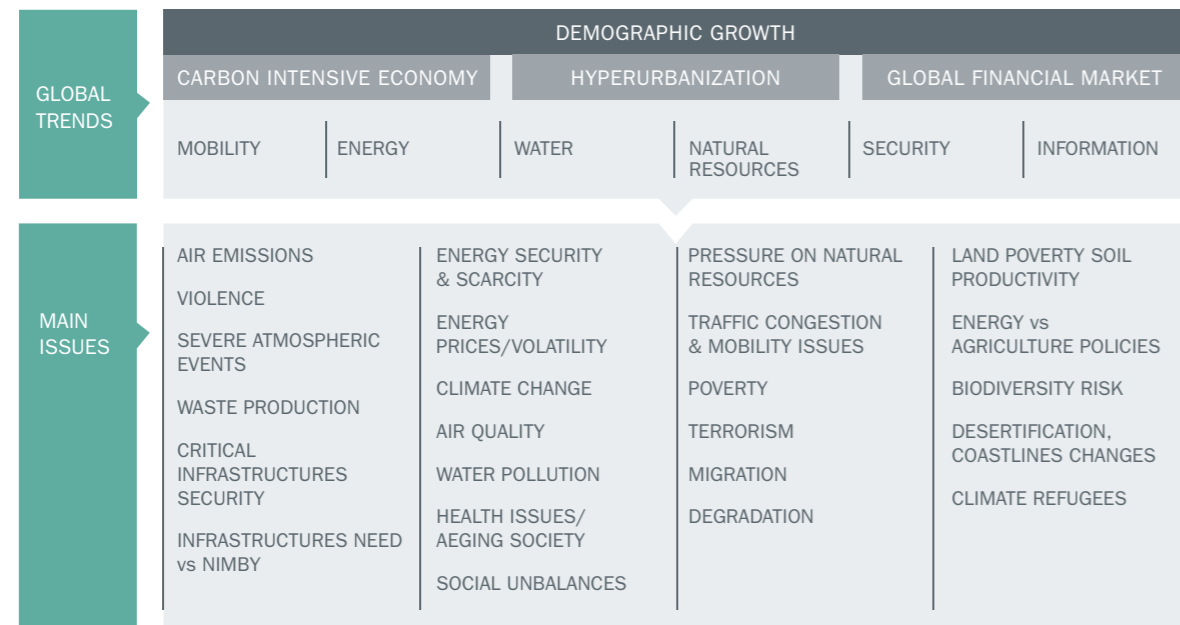 GLOBAL
TRENDS
DEMOGRAPHIC GROWTH
CARBON INTENSIVE ECONOMY
HYPERURBANIZATION
GLOBAL FINANCIAL MARKET
MOBILITY
ENERGY
WATER
NATURAL
RESOURCES
SECURITY
INFORMATION
MAIN
ISSUES
AIR EMISSIONS
VIOLENCE
SEVERE ATMOSPHERIC
EVENTS
WASTE PRODUCTION
CRITICAL
INFRASTRUCTURES
SECURITY
INFRASTRUCTURES NEED
vs NIMBY
ENERGY SECURITY
& SCARCITY
ENERGY
PRICES/VOLATILITY
CLIMATE CHANGE
AIR QUALITY
WATER POLLUTION
HEALTH ISSUES/
AEGING SOCIETY
SOCIAL UNBALANCES
PRESSURE ON NATURAL
RESOURCES
TRAFFIC CONGESTION
& MOBILITY ISSUES
POVERTY
TERRORISM
MIGRATION
DEGRADATION
LAND POVERTY SOIL
PRODUCTIVITY
ENERGY vs
AGRICULTURE POLICIES
BIODIVERSITY RISK
DESERTIFICATION,
COASTLINES CHANGES
CLIMATE REFUGEES